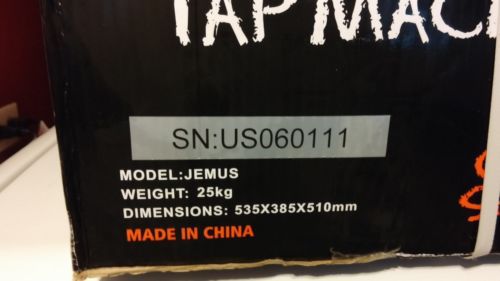 TAP MAC
SN:US060111
MODEL:JEMUS
WEIGHT: 25kg
DIMENSIONS: 535X385X510mm
MADE IN CHINA